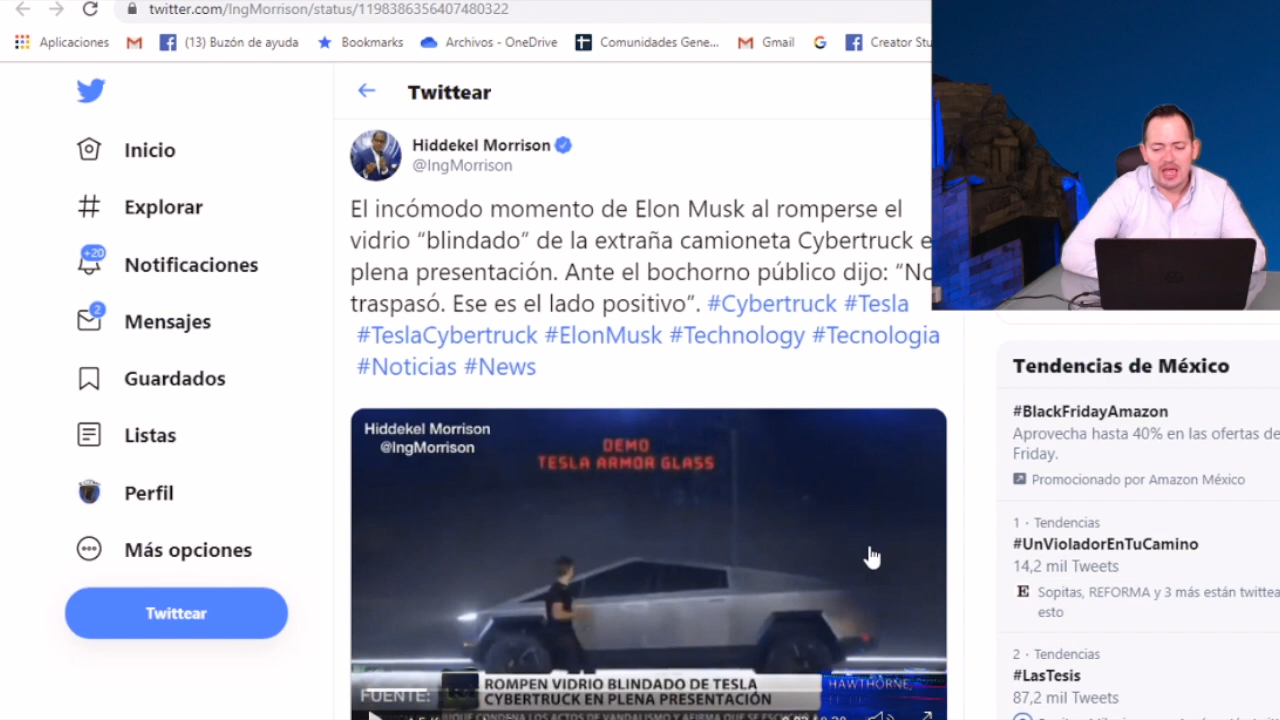 twitter.com/IngMorrison/status/1198386356407480322
Aplicaciones
(13) Buzón de ayuda
Bookmarks
Archivos - OneDrive
Comunidades Gene...
Gmail
Creator Stu
Inicio
Explorar
+20
Notificaciones
2
Mensajes
Guardados
Listas
Perfil
Más opciones
Twittear
Twittear
Hiddekel Morrison
@IngMorrison
El incómodo momento de Elon Musk al romperse el
vidrio “blindado” de la extraña camioneta Cybertruck e
plena presentación. Ante el bochorno público dijo: “No
traspasó. Ese es el lado positivo”. #Cybertruck #Tesla
#TeslaCybertruck #ElonMusk #Technology #Tecnologia
#Noticias #News
Hiddekel Morrison
@IngMorrison
DEMO
TESLA ARMOR GLASS
FUENTE:
ROMPEN VIDRIO BLINDADO DE TESLA
CYBERTRUCK EN PLENA PRESENTACIÓN
HAWTHORNE,
Tendencias de México
#BlackFridayAmazon
Aprovecha hasta 40% en las ofertas de
Friday.
Promocionado por Amazon México
1 · Tendencias
#UnVioladorEnTuCamino
14,2 mil Tweets
E Sopitas, REFORMA y 3 más están twittea
esto
2 · Tendencias
#LasTesis
87,2 mil Tweets